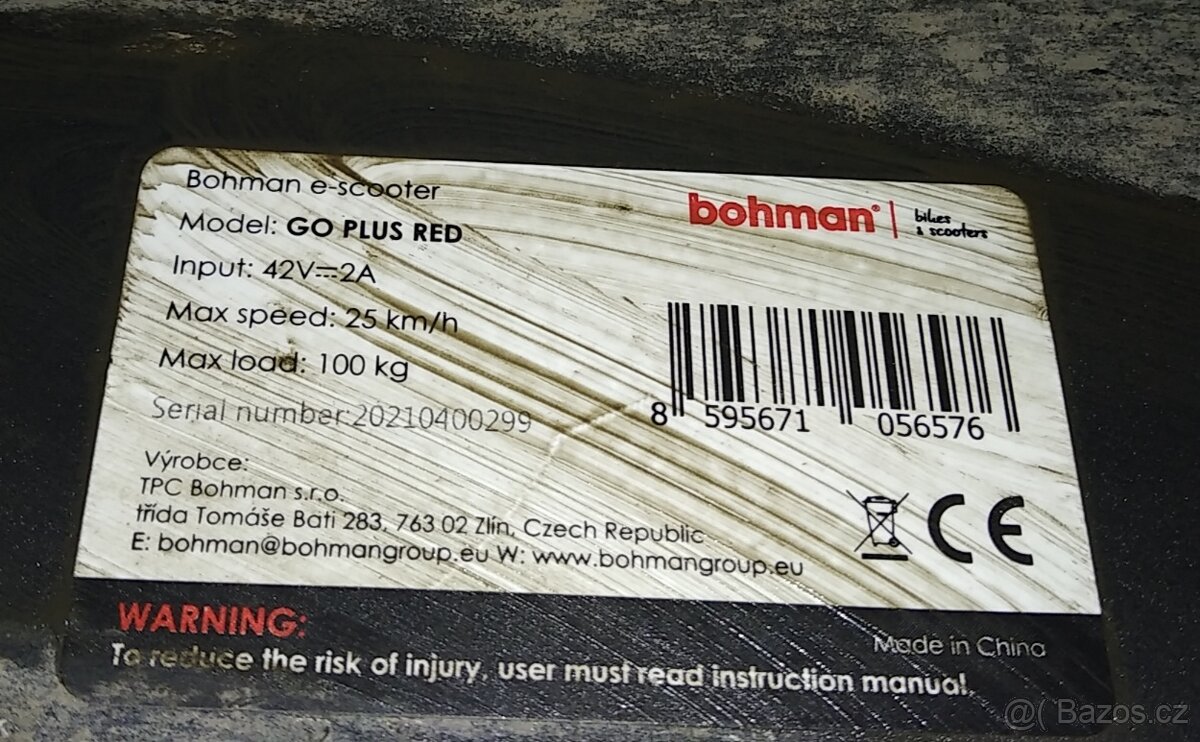 Bohman e-scooter
Model: GO PLUS RED
Input: 42V⎓2A
Max speed: 25 km/h
Max load: 100 kg
Serial number: 20210400299
bohman® | bikes & scooters
8 595671 056576
Výrobce:
TPC Bohman s.r.o.
třída Tomáše Bati 283, 763 02 Zlín, Czech Republic
E: bohman@bohmangroup.eu W: www.bohmangroup.eu
CE
WARNING:
Made in China
To reduce the risk of injury, user must read instruction manual.
@( Bazos.cz